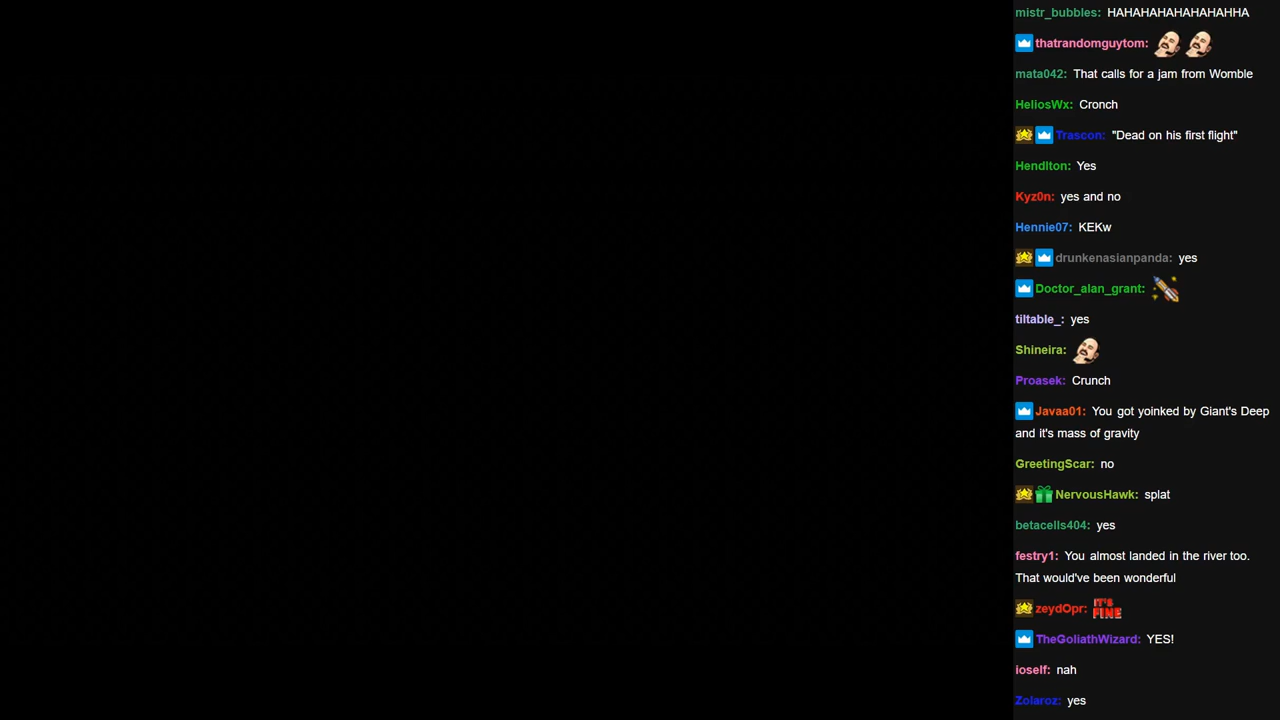 mistr_bubbles: HAHAHAHAHAHAHAHHA
thatrandomguytom:
mata042: That calls for a jam from Womble
HeliosWx: Cronch
Trascon: "Dead on his first flight"
Hendlton: Yes
Kyz0n: yes and no
Hennie07: KEKw
drunkenasianpanda: yes
Doctor_alan_grant:
tiltable_: yes
Shineira:
Proasek: Crunch
Javaa01: You got yoinked by Giant's Deep
and it's mass of gravity
GreetingScar: no
NervousHawk: splat
betacells404: yes
festry1: You almost landed in the river too.
That would've been wonderful
zeydOpr: IT'S FINE
TheGoliathWizard: YES!
ioself: nah
Zolaroz: yes